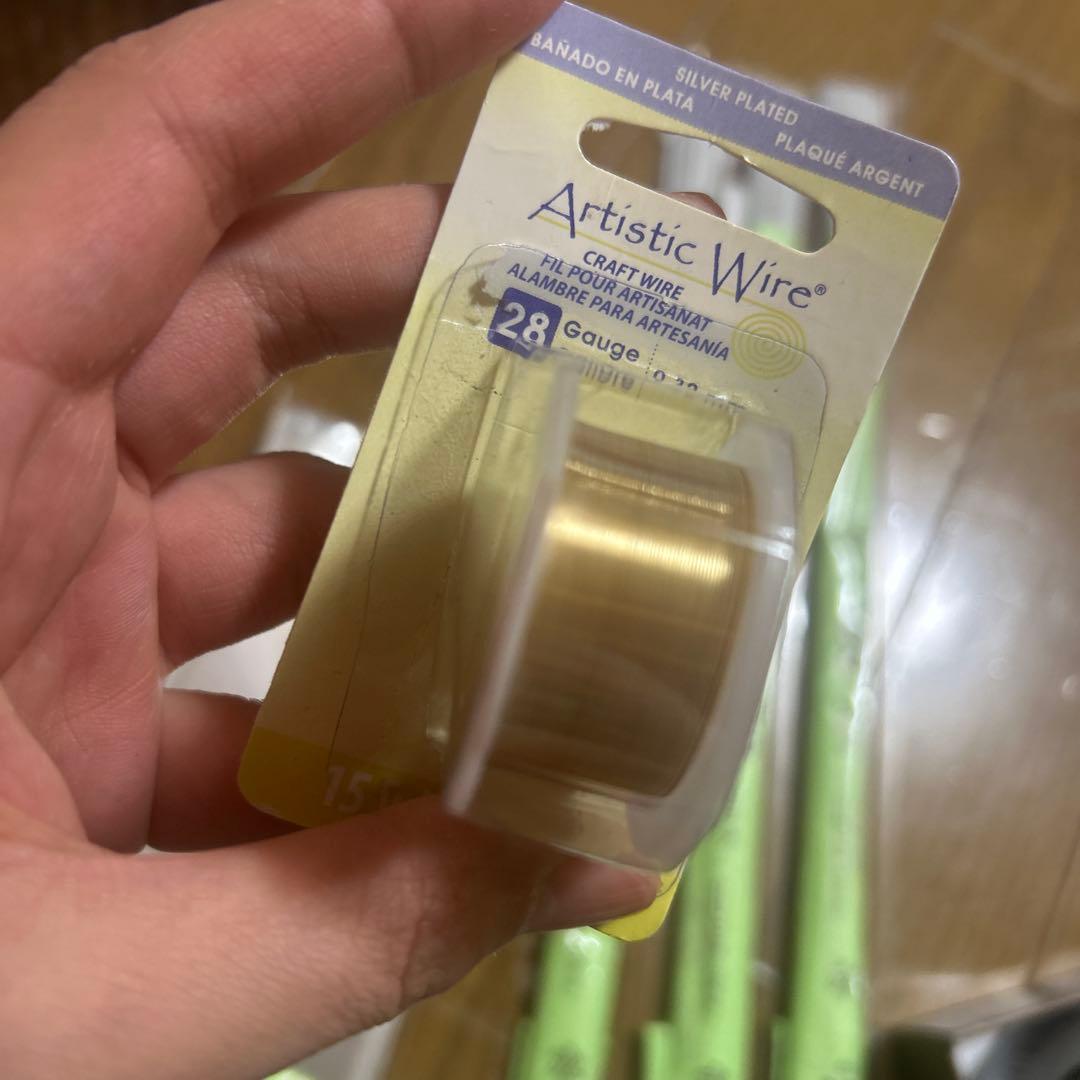 BAÑADO EN PLATA
SILVER PLATED
PLAQUÉ ARGENT
Artistic Wire®
CRAFT WIRE
FIL POUR ARTISANAT
ALAMBRE PARA ARTESANÍA
28 Gauge
15